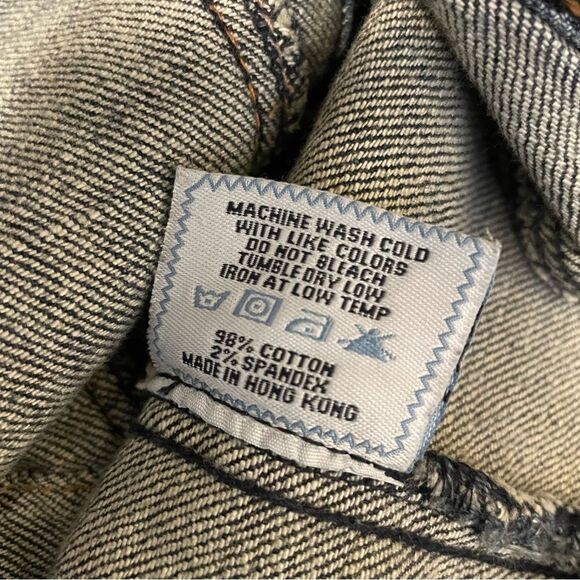 MACHINE WASH COLD
WITH LIKE COLORS
DO NOT BLEACH
TUMBLE DRY LOW
IRON AT LOW TEMP
98% COTTON
2% SPANDEX
MADE IN HONG KONG